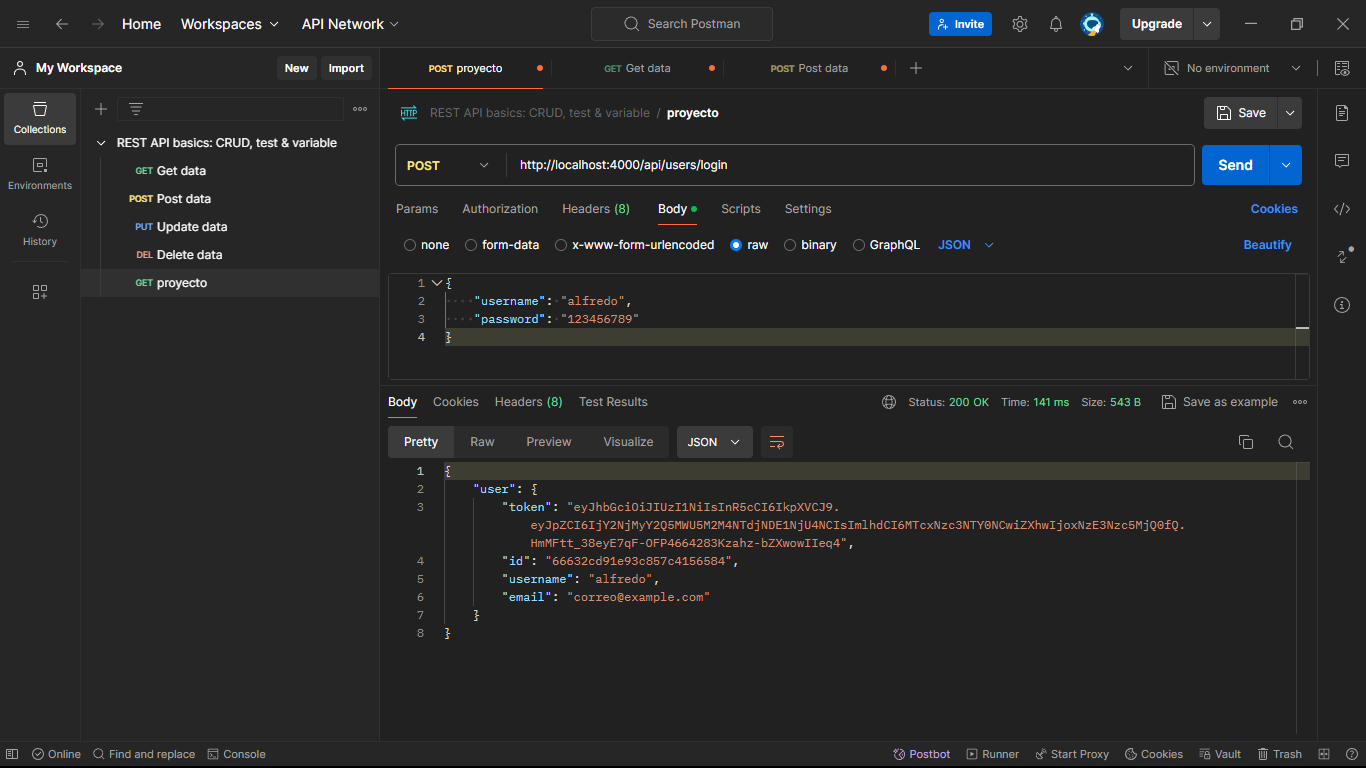 Home Workspaces API Network Search Postman Invite Upgrade
My Workspace New Import POST proyecto GET Get data POST Post data No environment
Collections
Environments
History
REST API basics: CRUD, test & variable
GET Get data
POST Post data
PUT Update data
DEL Delete data
GET proyecto
HTTP REST API basics: CRUD, test & variable / proyecto Save
POST http://localhost:4000/api/users/login Send
Params Authorization Headers (8) Body Scripts Settings Cookies
none form-data x-www-form-urlencoded raw binary GraphQL JSON Beautify
1 {
2 "username": "alfredo",
3 "password": "123456789"
4 }
Body Cookies Headers (8) Test Results Status: 200 OK Time: 141 ms Size: 543 B Save as example
Pretty Raw Preview Visualize JSON
1 {
2 "user": {
3 "token": "eyJhbGciOiJIUzI1NiIsInR5cCI6IkpXVCJ9.
eyJpZCI6IjY2NjMyY2Q5MWU5M2M4NTdjNDE1NjU4NCIsImlhdCI6MTcxNzc3NTY0NCwiZXhwIjoxNzE3Nzc5MjQ0fQ.
HmMFtt_38eyE7qF-OFP4664283Kzahz-bZXwowIIeq4",
4 "id": "66632cd91e93c857c4156584",
5 "username": "alfredo",
6 "email": "correo@example.com"
7 }
8 }
Online Find and replace Console Postbot Runner Start Proxy Cookies Vault Trash